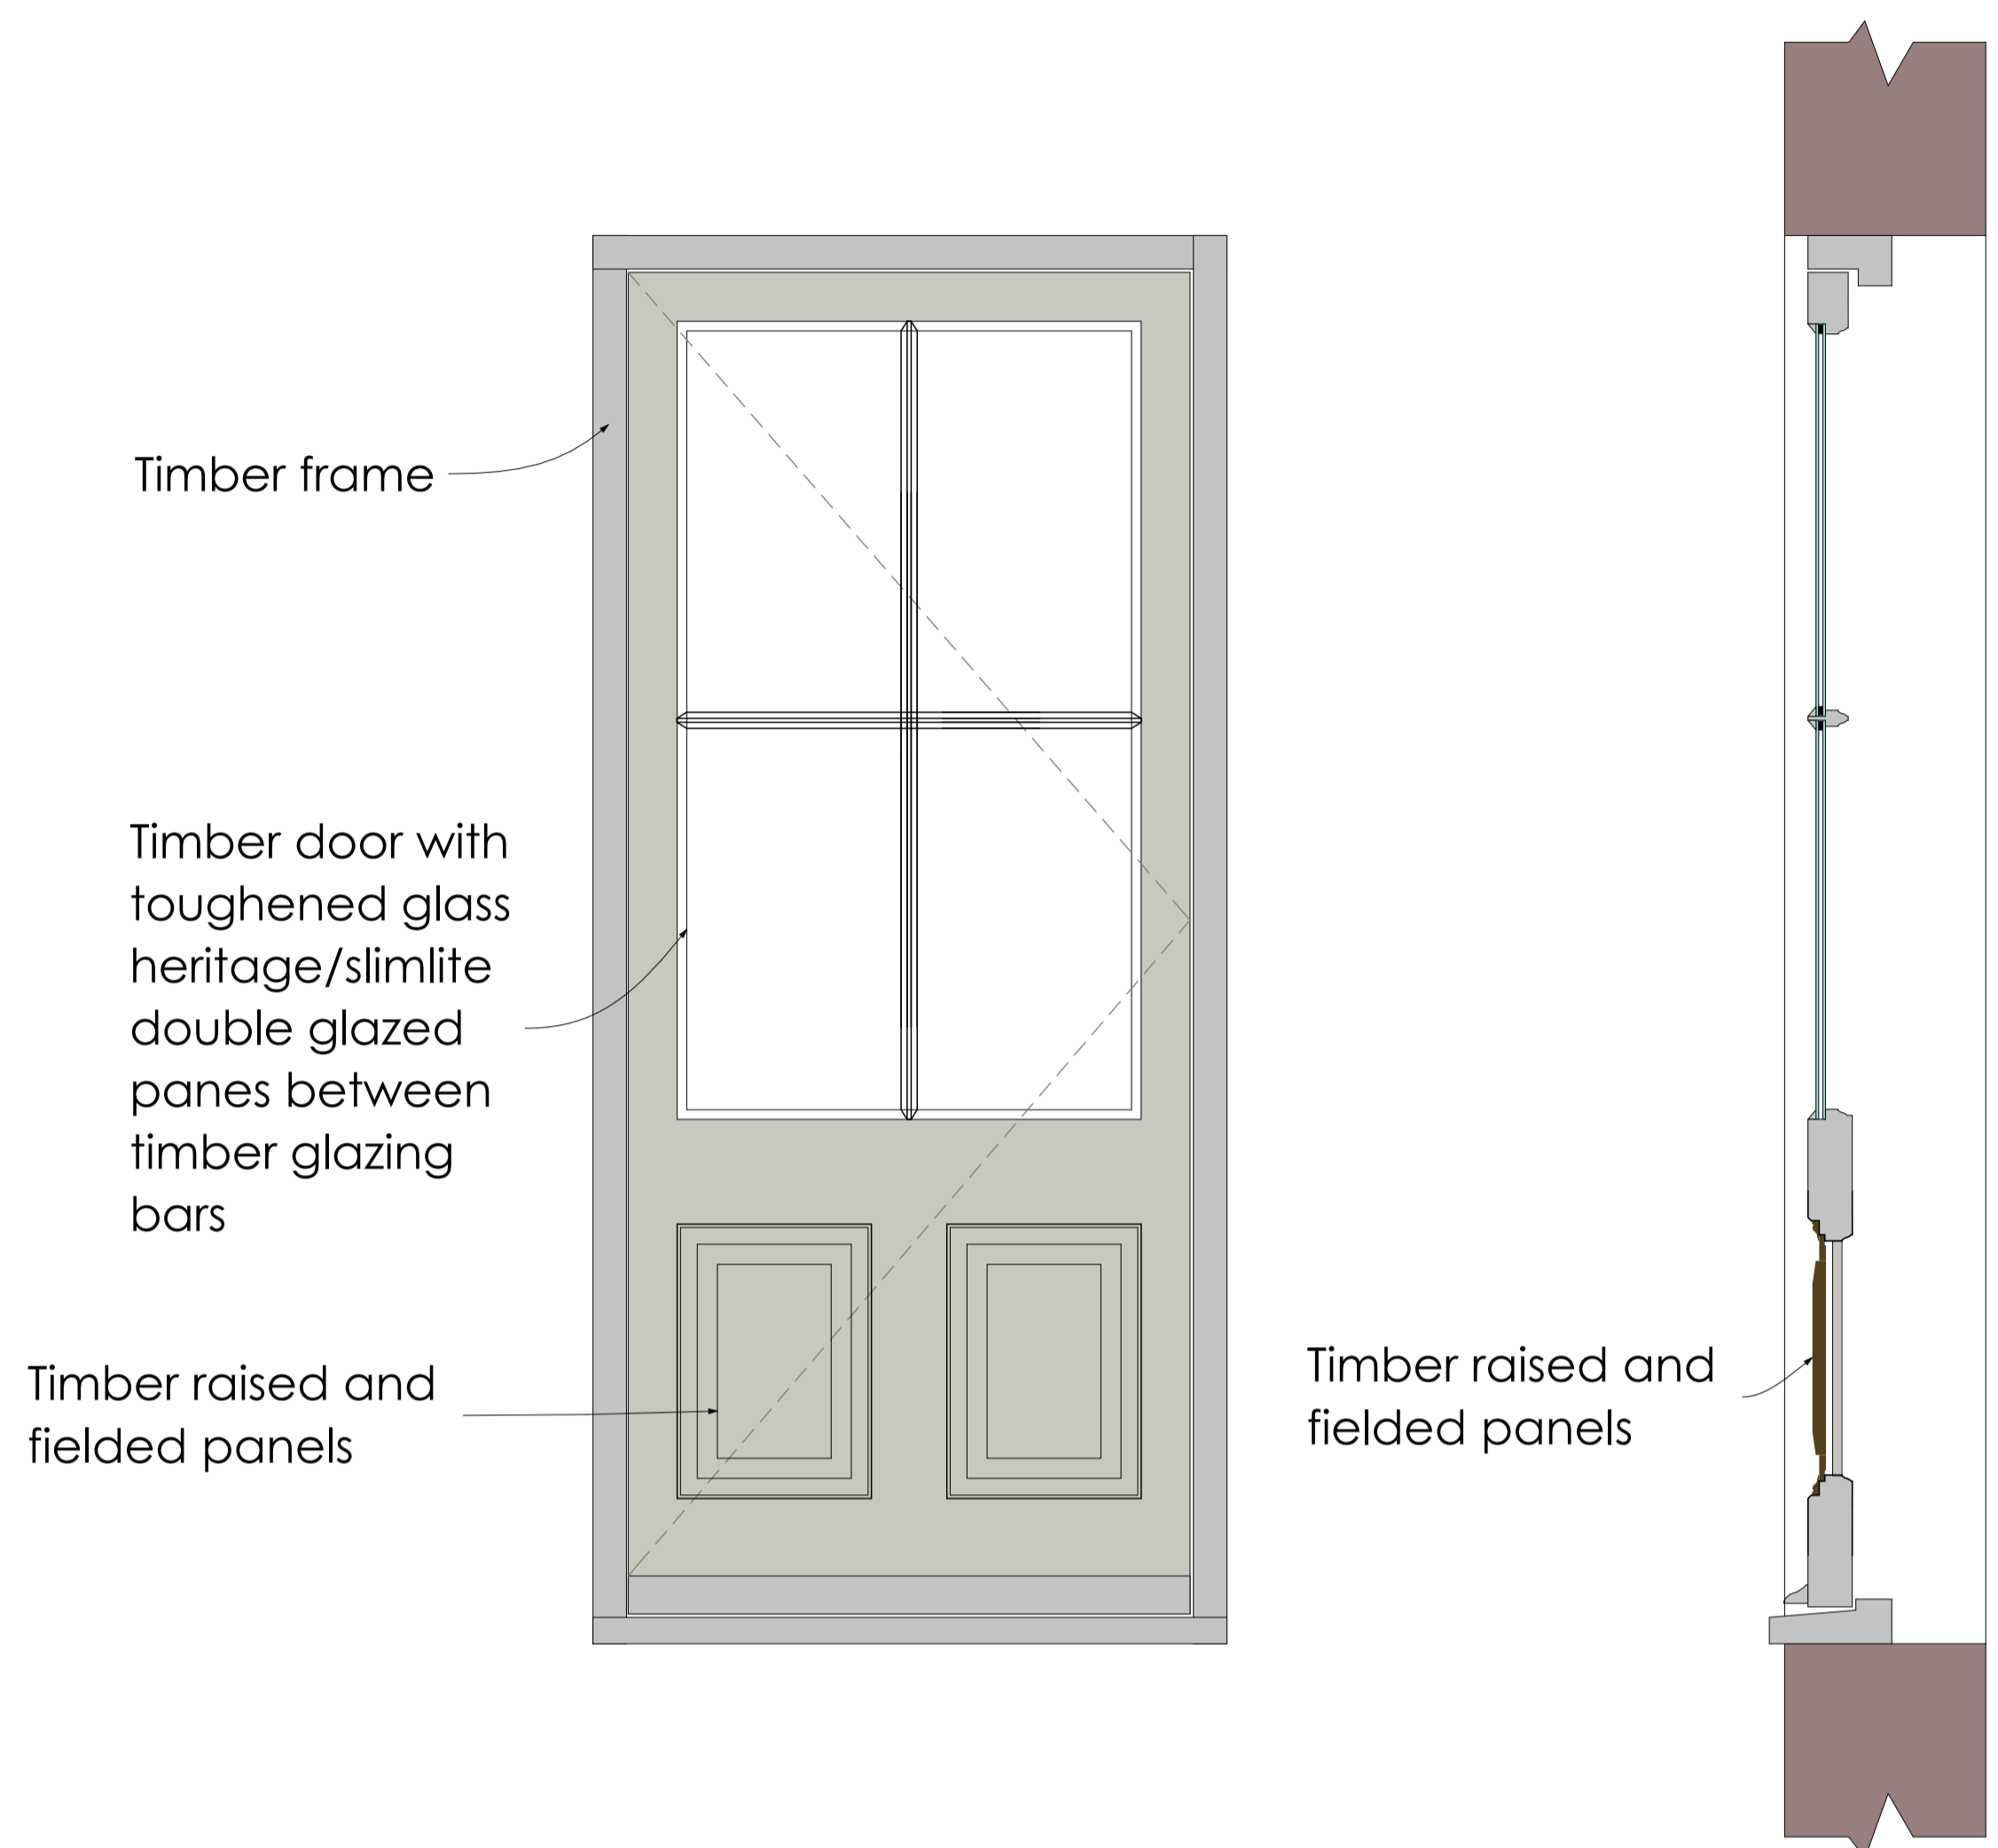 Timber frame
Timber door with
toughened glass
heritage/slimlite
double glazed
panes between
timber glazing
bars
Timber raised and
fielded panels
Timber raised and
fielded panels